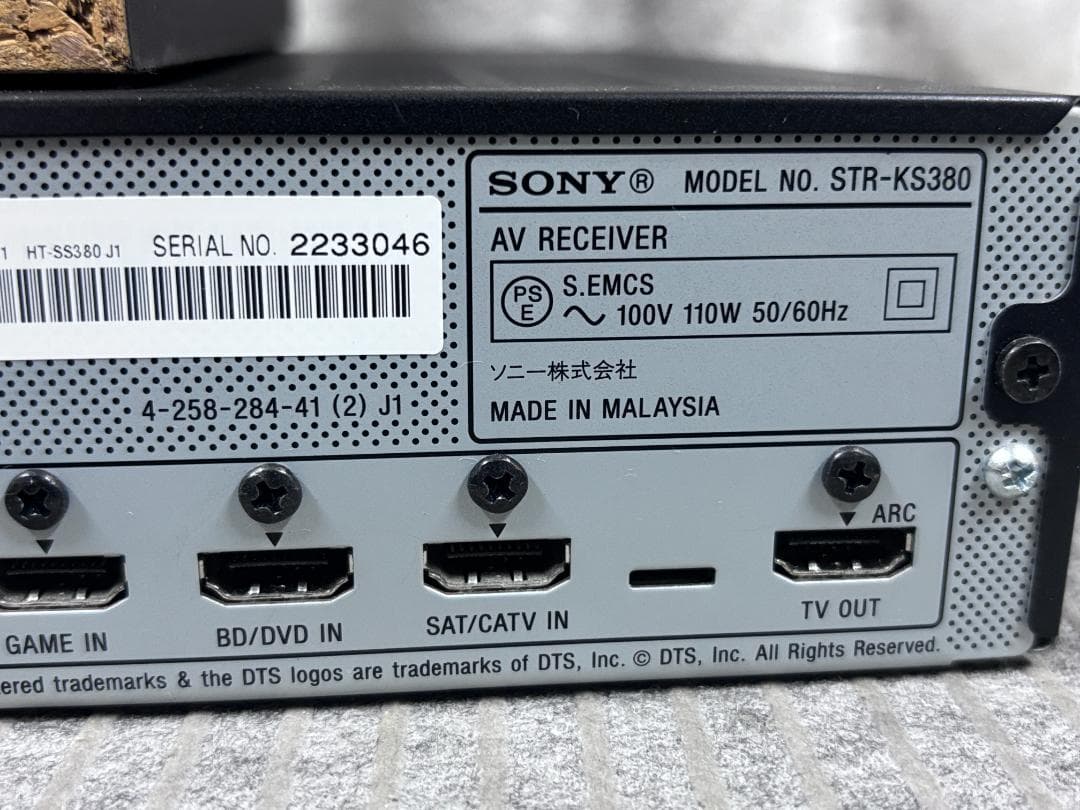 SONY® MODEL NO. STR-KS380
1 HT-SS380 J1 SERIAL NO. 2233046
AV RECEIVER
PS
E
S.EMCS
100V 110W 50/60Hz
ソニー株式会社
4-258-284-41 (2) J1
MADE IN MALAYSIA
ARC
GAME IN
BD/DVD IN
SAT/CATV IN
TV OUT
ered trademarks & the DTS logos are trademarks of DTS, Inc. © DTS, Inc. All Rights Reserved.